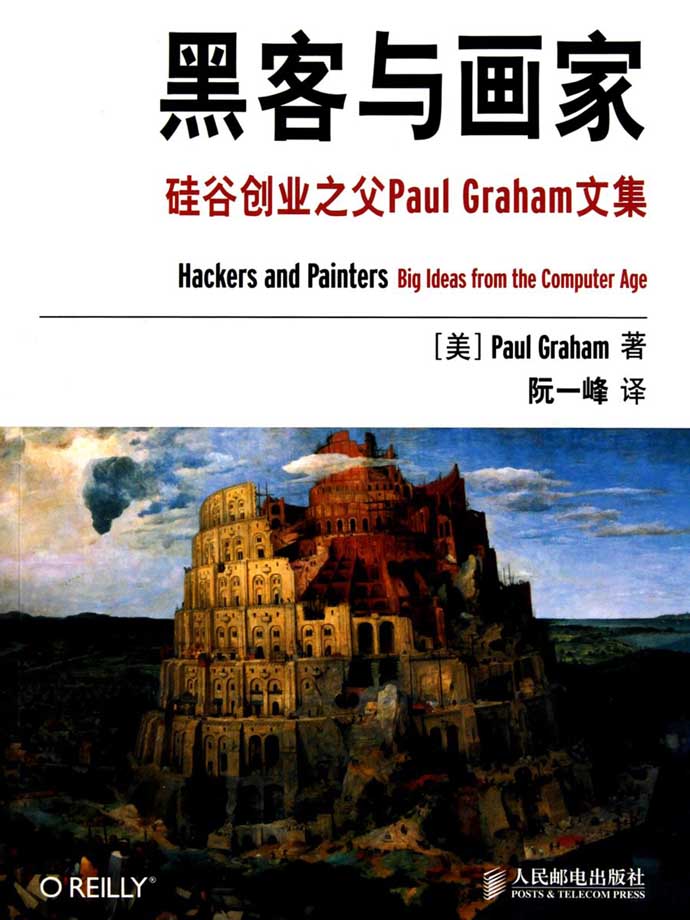 黑客与画家
硅谷创业之父Paul Graham文集
Hackers and Painters Big Ideas from the Computer Age
[美] Paul Graham 著
阮一峰 译
O'REILLY®
人民邮电出版社
POSTS & TELECOM PRESS